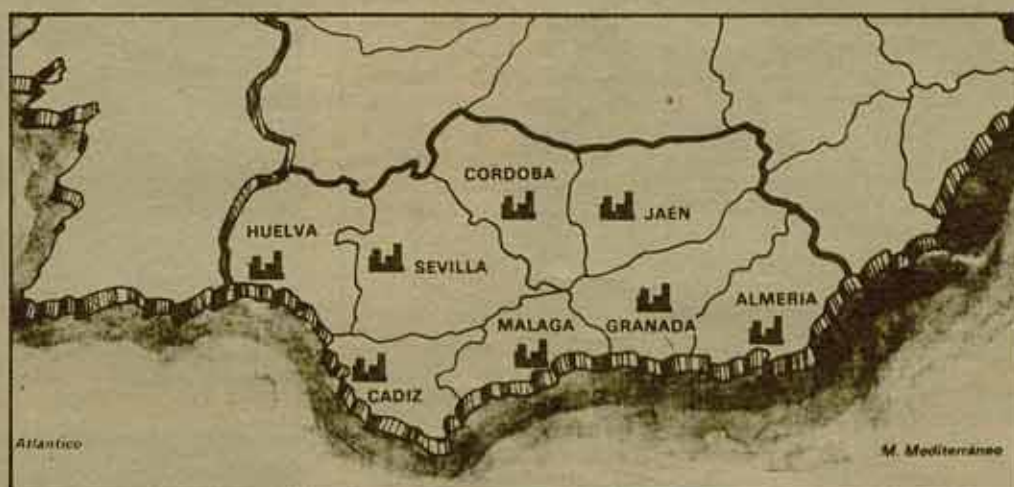 CORDOBA
JAÉN
HUELVA
SEVILLA
ALMERIA
MALAGA
GRANADA
CADIZ
Atlantico
M. Mediterráneo